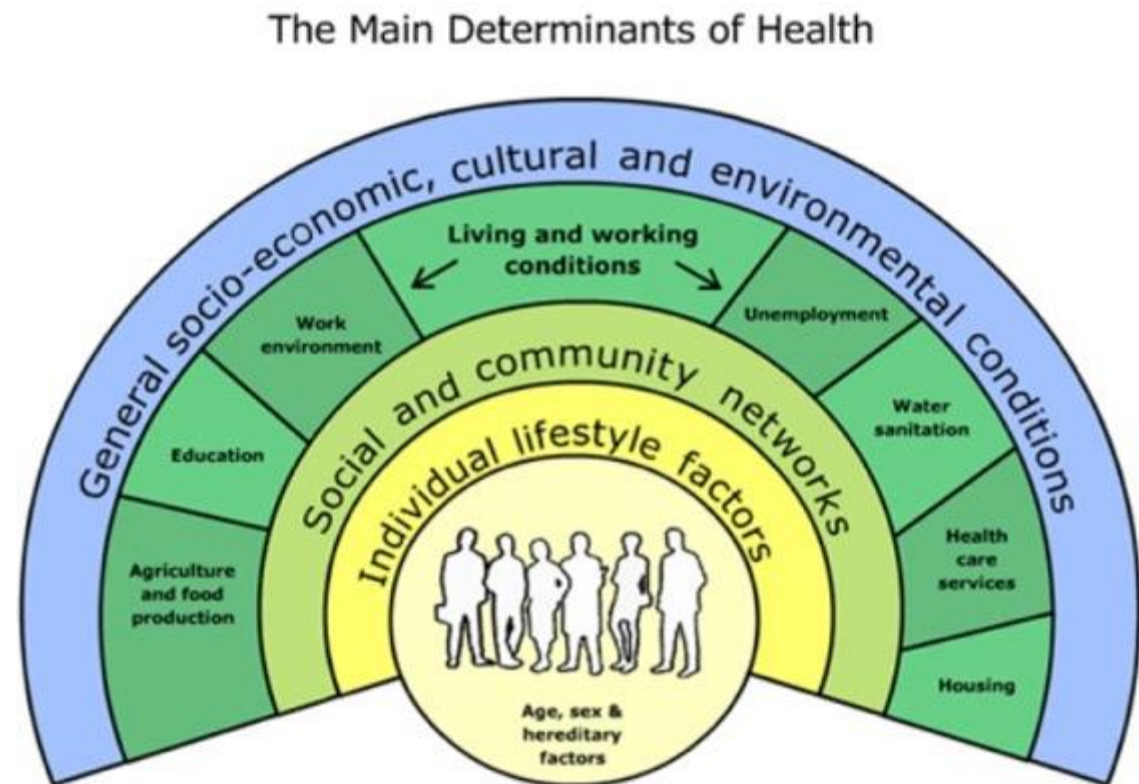 The Main Determinants of Health
General socio-economic, cultural and environmental conditions
Living and working
conditions
Agriculture
and food
production
Education
Work
environment
Unemployment
Water
sanitation
Health
care
services
Housing
Social and community networks
Individual lifestyle factors
Age, sex &
hereditary
factors